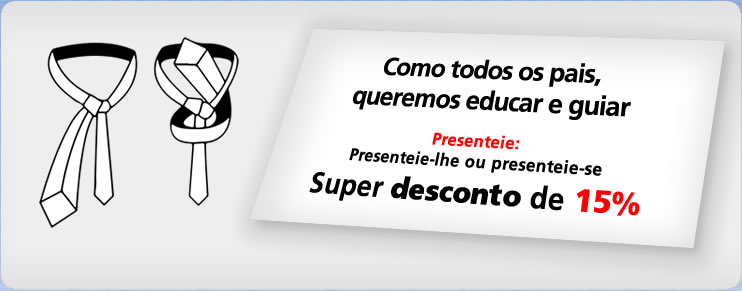 Como todos os pais,
queremos educar e guiar
Presenteie:
Presenteie-lhe ou presenteie-se
Super desconto de 15%